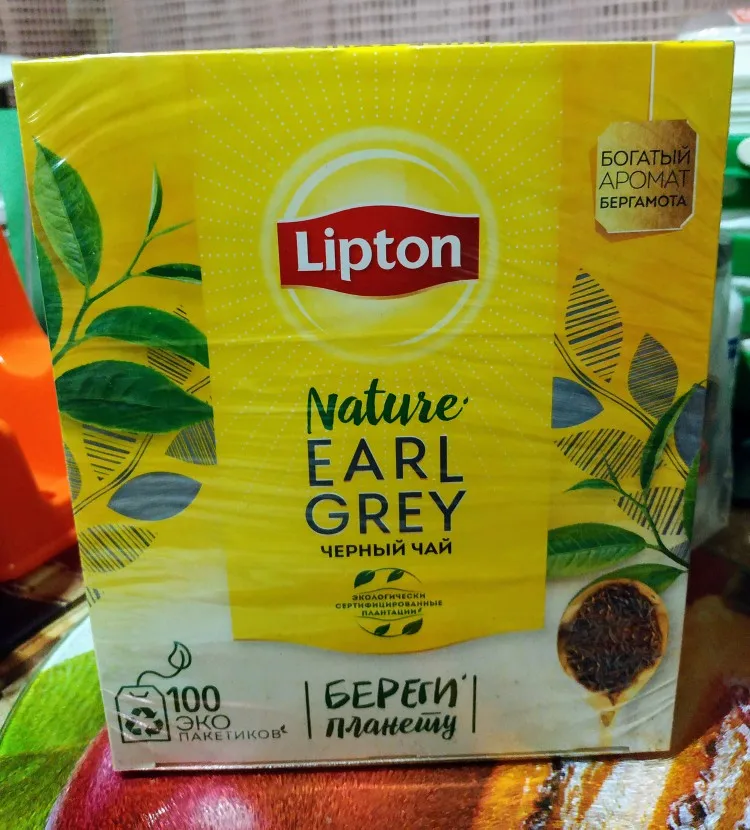 БОГАТЫЙ
АРОМАТ
БЕРГАМОТА
Lipton
Nature
EARL
GREY
ЧЕРНЫЙ ЧАЙ
ЭКОЛОГИЧЕСКИ
СЕРТИФИЦИРОВАННЫЕ
ПЛАНТАЦИИ
100
ЭКО
ПАКЕТИКОВ
БЕРЕГИ
планету